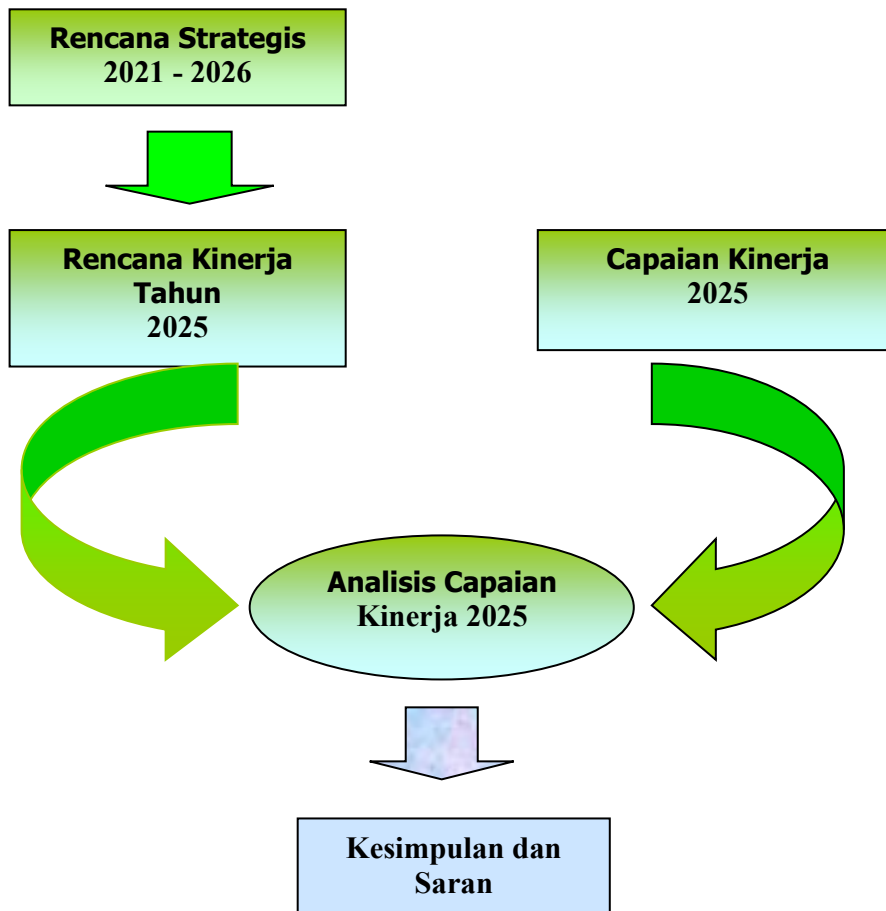 Rencana Strategis
2021 - 2026
Rencana Kinerja
Tahun
2025
Capaian Kinerja
2025
Analisis Capaian
Kinerja 2025
Kesimpulan dan
Saran